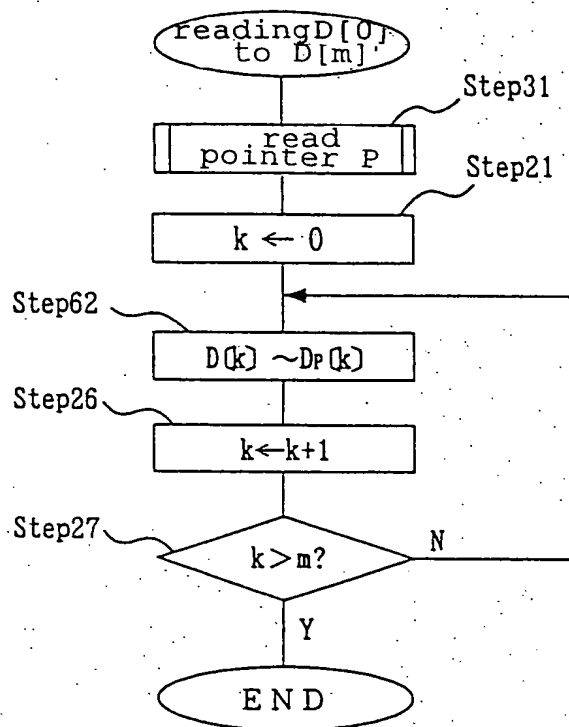 readingD[0]
to D[m]'
Step31
read
pointer P
Step21
k ← 0
Step62
D(k) ~DP(k)
Step26
k←k+1
Step27
k>m?
N
Y
END